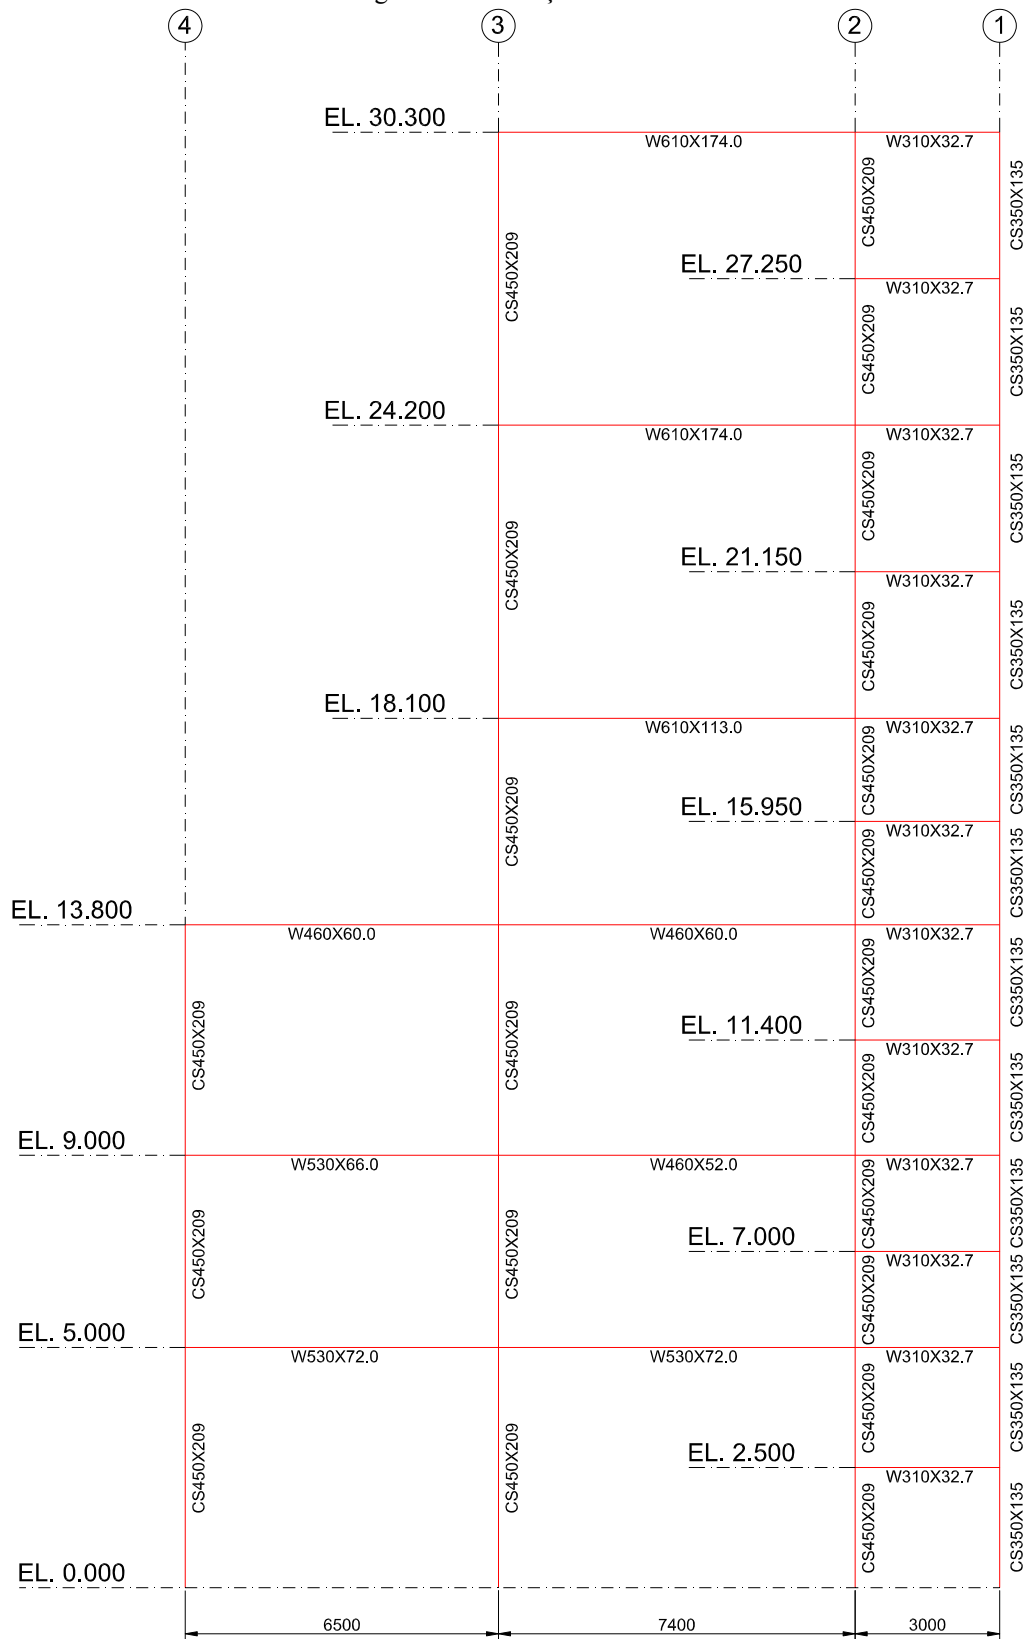 4 3 2 1
EL. 30.300
W610X174.0 W310X32.7
CS450X209 CS350X135
CS450X209
EL. 27.250
W310X32.7
CS450X209 CS350X135
EL. 24.200
W610X174.0 W310X32.7
CS450X209 CS350X135
CS450X209
EL. 21.150
W310X32.7
CS450X209 CS350X135
EL. 18.100
W610X113.0 W310X32.7
CS450X209 CS350X135
CS450X209
EL. 15.950
W310X32.7
CS450X209 CS350X135
EL. 13.800
W460X60.0 W460X60.0 W310X32.7
CS450X209 CS350X135
CS450X209 CS450X209
EL. 11.400
W310X32.7
CS450X209 CS350X135
EL. 9.000
W530X66.0 W460X52.0 W310X32.7
CS450X209 CS350X135
CS450X209 CS450X209
EL. 7.000
W310X32.7
CS450X209 CS350X135
EL. 5.000
W530X72.0 W530X72.0 W310X32.7
CS450X209 CS350X135
CS450X209 CS450X209
EL. 2.500
W310X32.7
CS450X209 CS350X135
EL. 0.000
6500 7400 3000